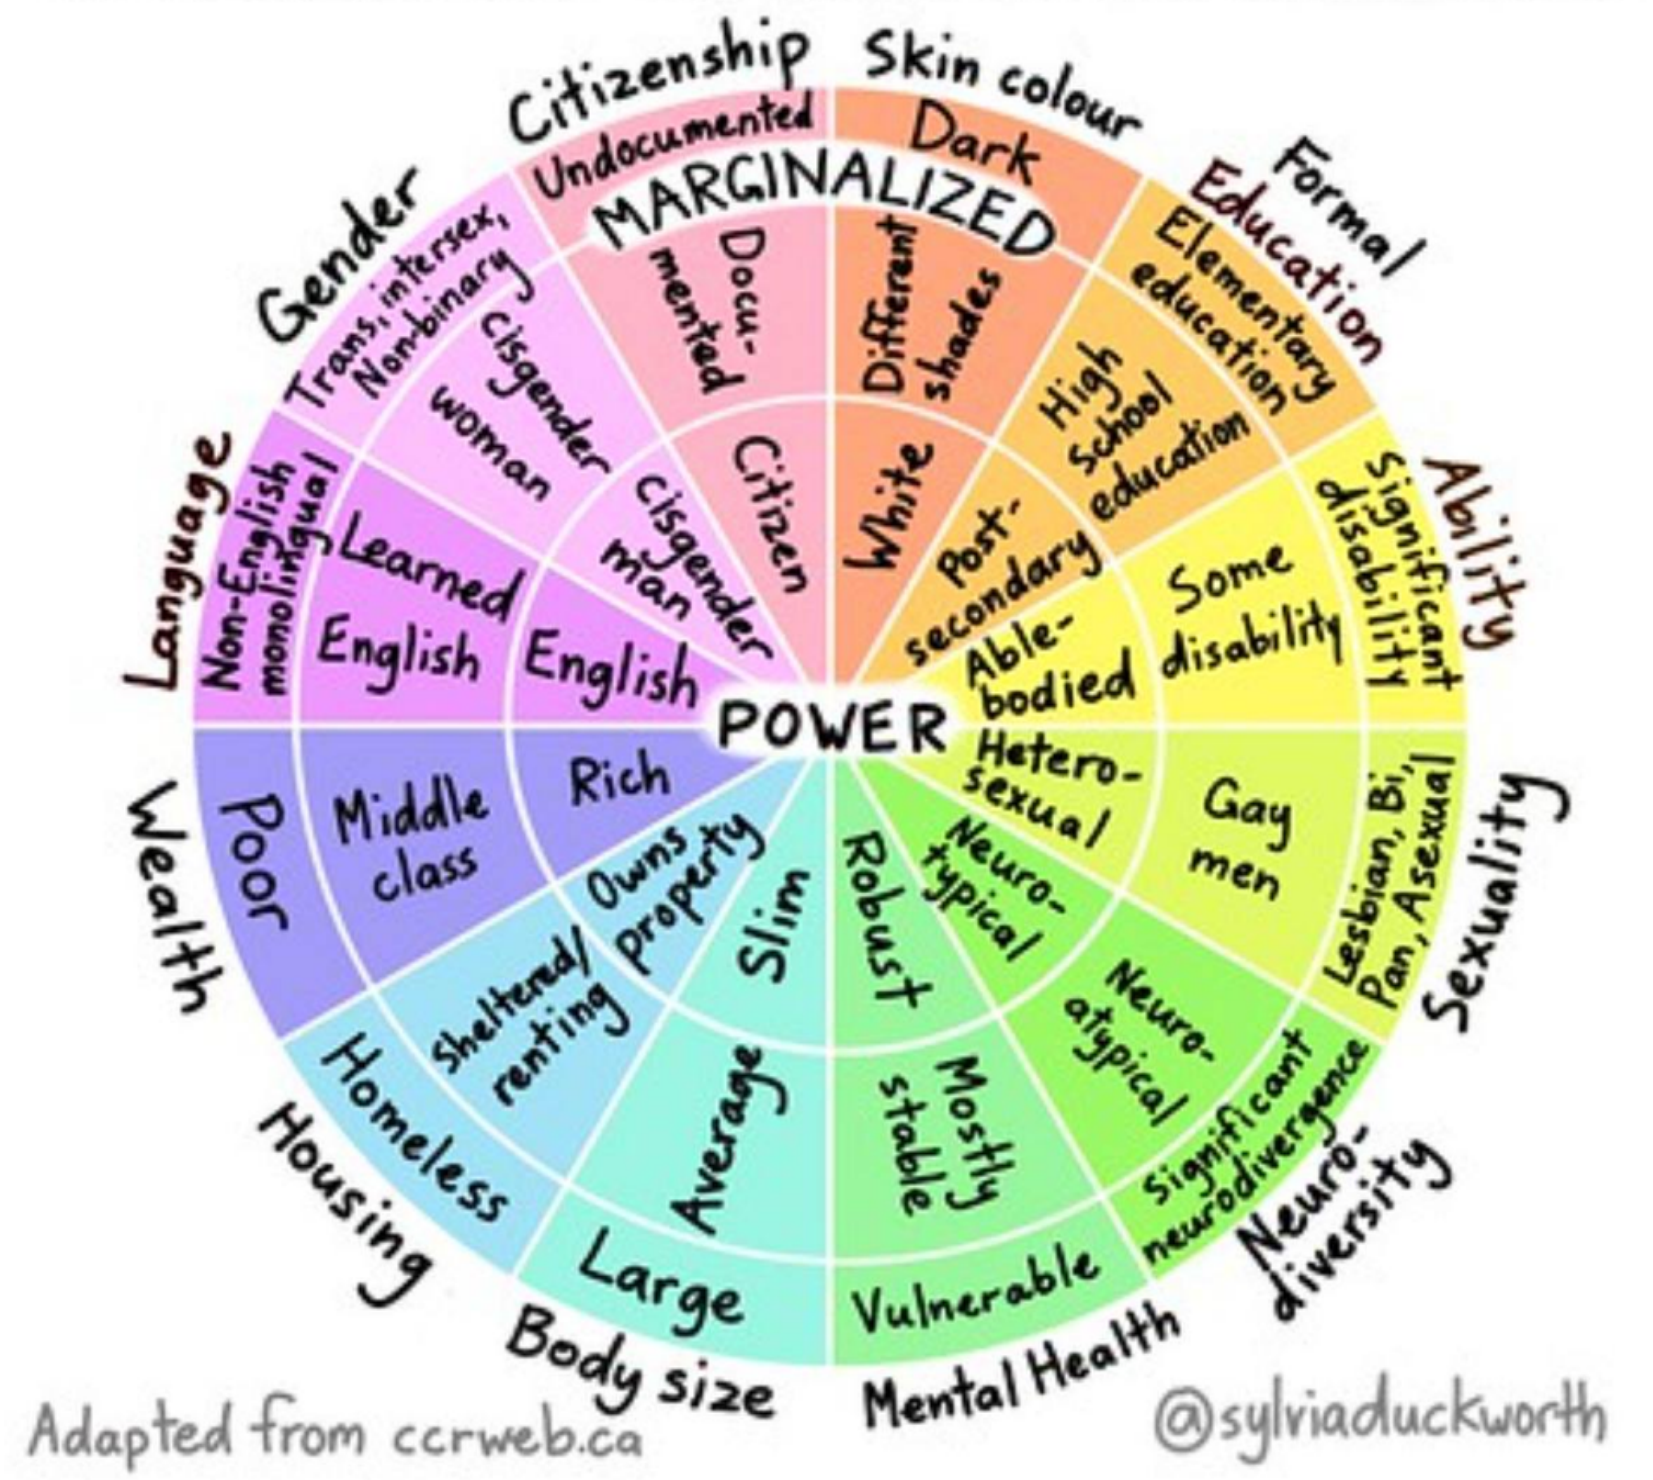 Citizenship
Undocumented
Docu-
mented
Citizen
Skin colour
Dark
Different
shades
White
Formal
Education
Elementary
education
High
school
education
Post-
secondary
Ability
Significant
disability
Some
disability
Able-
bodied
Sexuality
Lesbian, Bi,
Pan, Asexual
Gay
men
Hetero-
sexual
Neuro-
diversity
Significant
neurodivergence
Neuro-
atypical
Neuro-
typical
Mental Health
Vulnerable
Mostly
stable
Robust
Body size
Large
Average
Slim
Housing
Homeless
Sheltered/
renting
Owns
property
Wealth
Poor
Middle
class
Rich
Language
Non-English
monolingual
Learned
English
English
Gender
Trans, intersex,
Non-binary
cisgender
woman
cisgender
man
MARGINALIZED
POWER
Adapted from ccrweb.ca
@sylviaduckworth